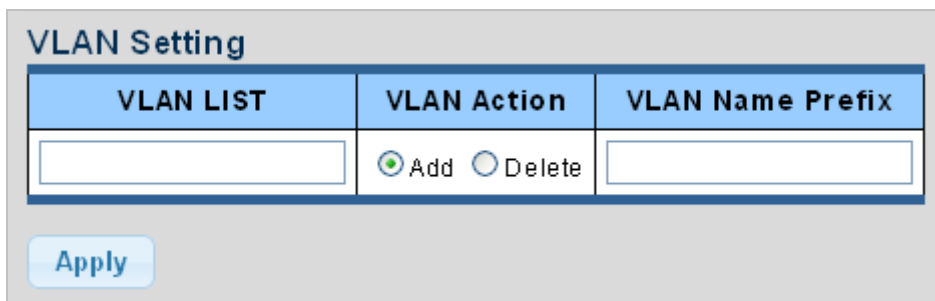 VLAN Setting
VLAN LIST VLAN Action VLAN Name Prefix
Add Delete
Apply